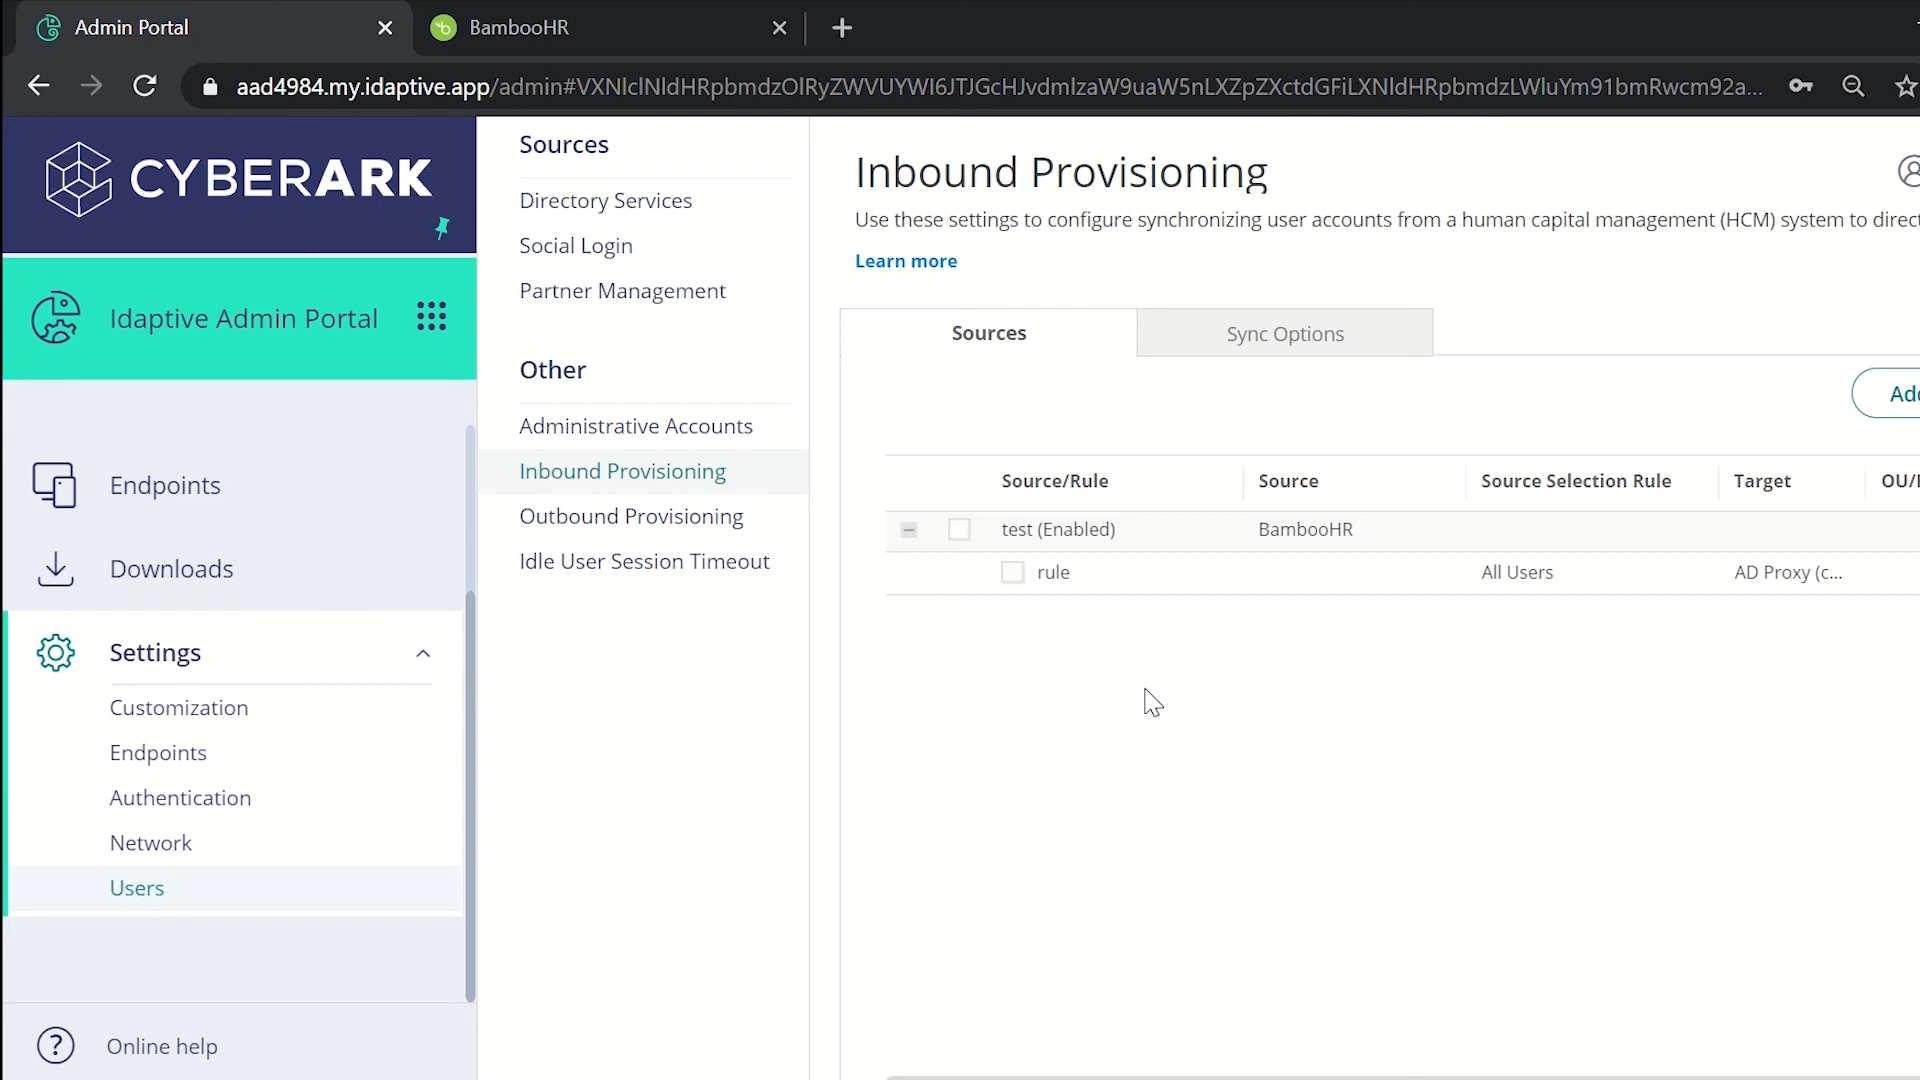 Admin Portal
BambooHR
aad4984.my.idaptive.app/admin#VXNlclNldHRpbmdzOlRyZWVUYWI6JTJGcHJvdmlzaW9uaW5nLXZpZXctdGFiLXNldHRpbmdzLWluYm91bmRwcm92a...
CYBERARK
Idaptive Admin Portal
Endpoints
Downloads
Settings
Customization
Endpoints
Authentication
Network
Users
Online help
Sources
Directory Services
Social Login
Partner Management
Other
Administrative Accounts
Inbound Provisioning
Outbound Provisioning
Idle User Session Timeout
Inbound Provisioning
Use these settings to configure synchronizing user accounts from a human capital management (HCM) system to direct
Learn more
Sources
Sync Options
Source/Rule
Source
Source Selection Rule
Target
test (Enabled)
BambooHR
rule
All Users
AD Proxy (c...